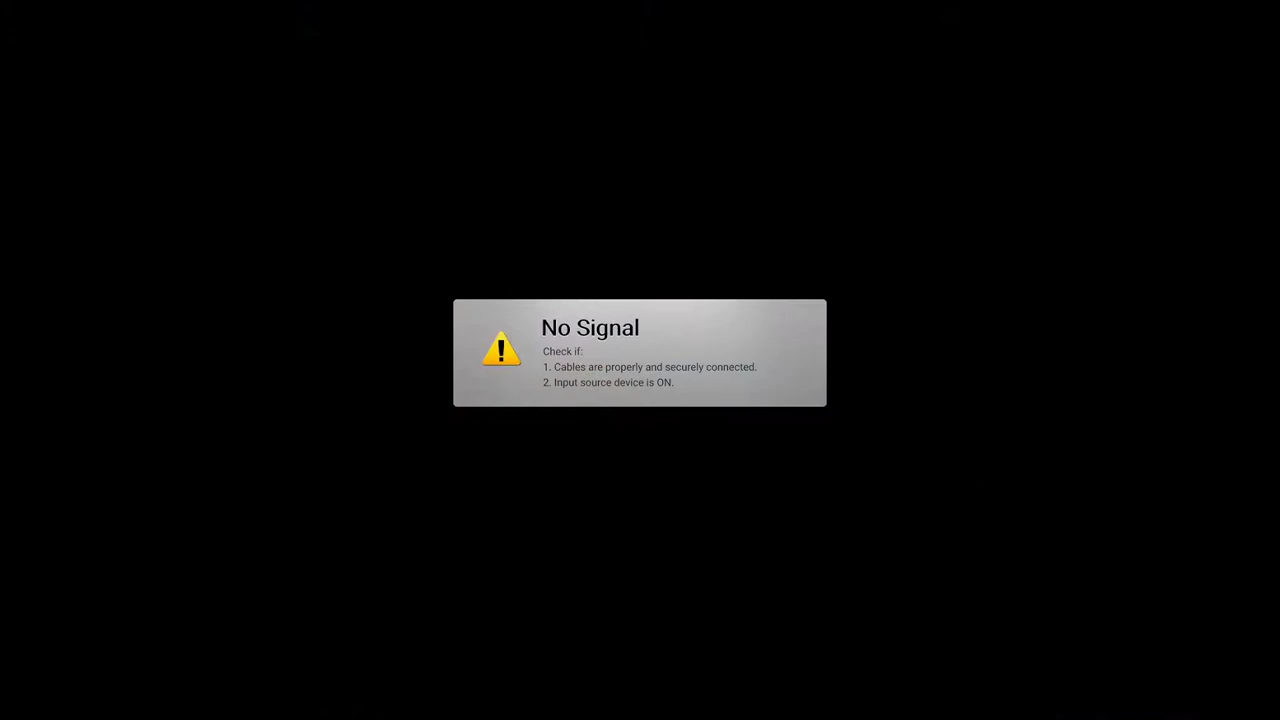 No Signal
Check if:
1. Cables are properly and securely connected.
2. Input source device is ON.